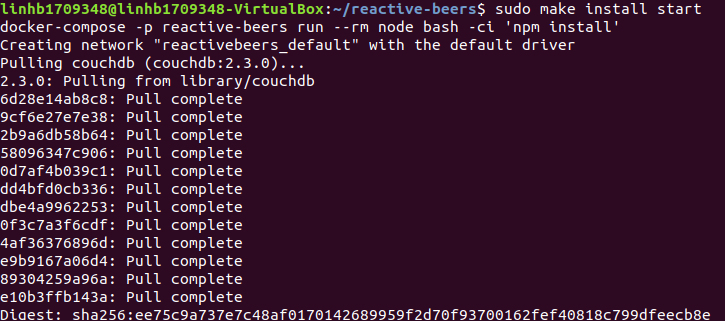 linhb1709348@linhb1709348-VirtualBox:~/reactive-beers$ sudo make install start
docker-compose -p reactive-beers run --rm node bash -ci 'npm install'
Creating network "reactivebeers_default" with the default driver
Pulling couchdb (couchdb:2.3.0)...
2.3.0: Pulling from library/couchdb
6d28e14ab8c8: Pull complete
9cf6e27e7e38: Pull complete
2b9a6db58b64: Pull complete
58096347c906: Pull complete
0d7af4b039c1: Pull complete
dd4bfd0cb336: Pull complete
dbe4a9962253: Pull complete
0f3c7a3f6cdf: Pull complete
4af36376896d: Pull complete
e9b9167a06d4: Pull complete
89304259a96a: Pull complete
e10b3ffb143a: Pull complete
Digest: sha256:ee75c9a737e7c48af0170142689959f2d70f93700162fef40818c799dfeecb8e